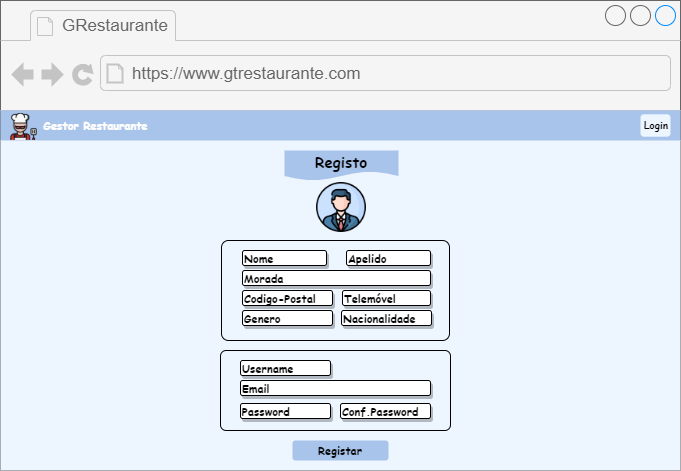 GRestaurante
https://www.gtrestaurante.com
Gestor Restaurante
Login
Registo
Nome Apelido
Morada
Codigo-Postal Telemóvel
Genero Nacionalidade
Username
Email
Password Conf.Password
Registar